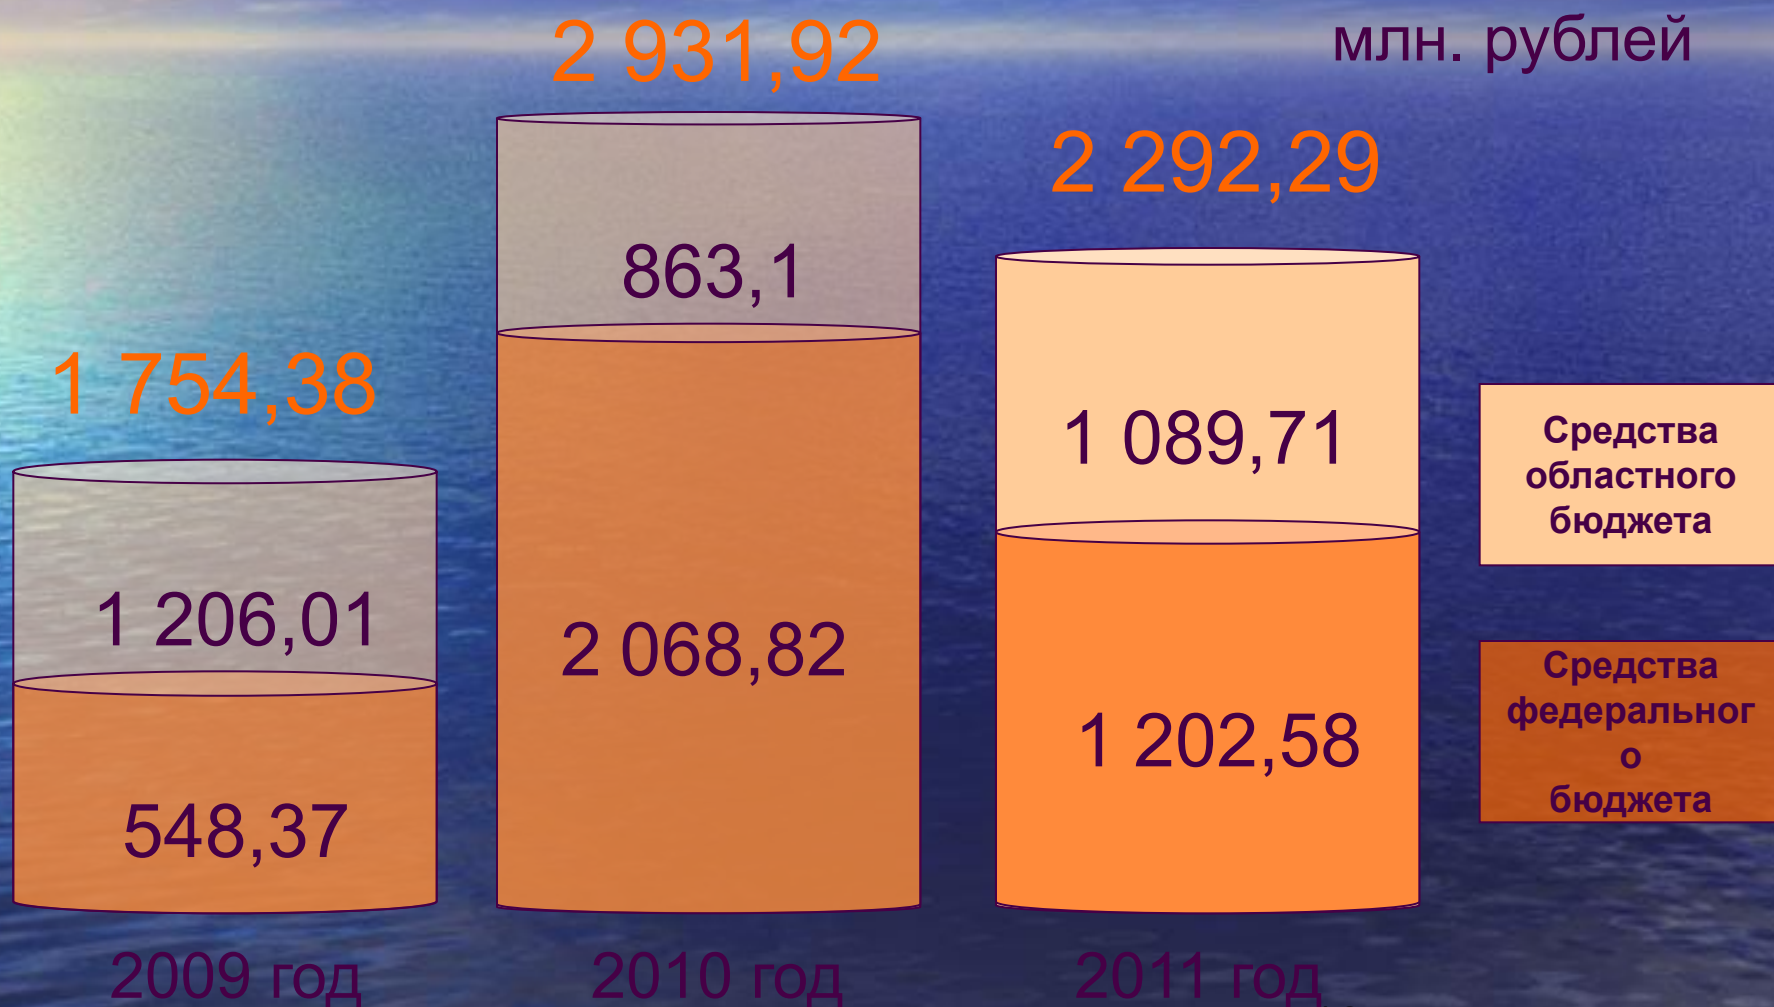 млн. рублей
2 931,92
2 292,29
1 754,38
863,1
1 089,71
1 206,01
2 068,82
548,37
1 202,58
Средства
областного
бюджета
Средства
федеральног
о
бюджета
2009 год
2010 год
2011 год